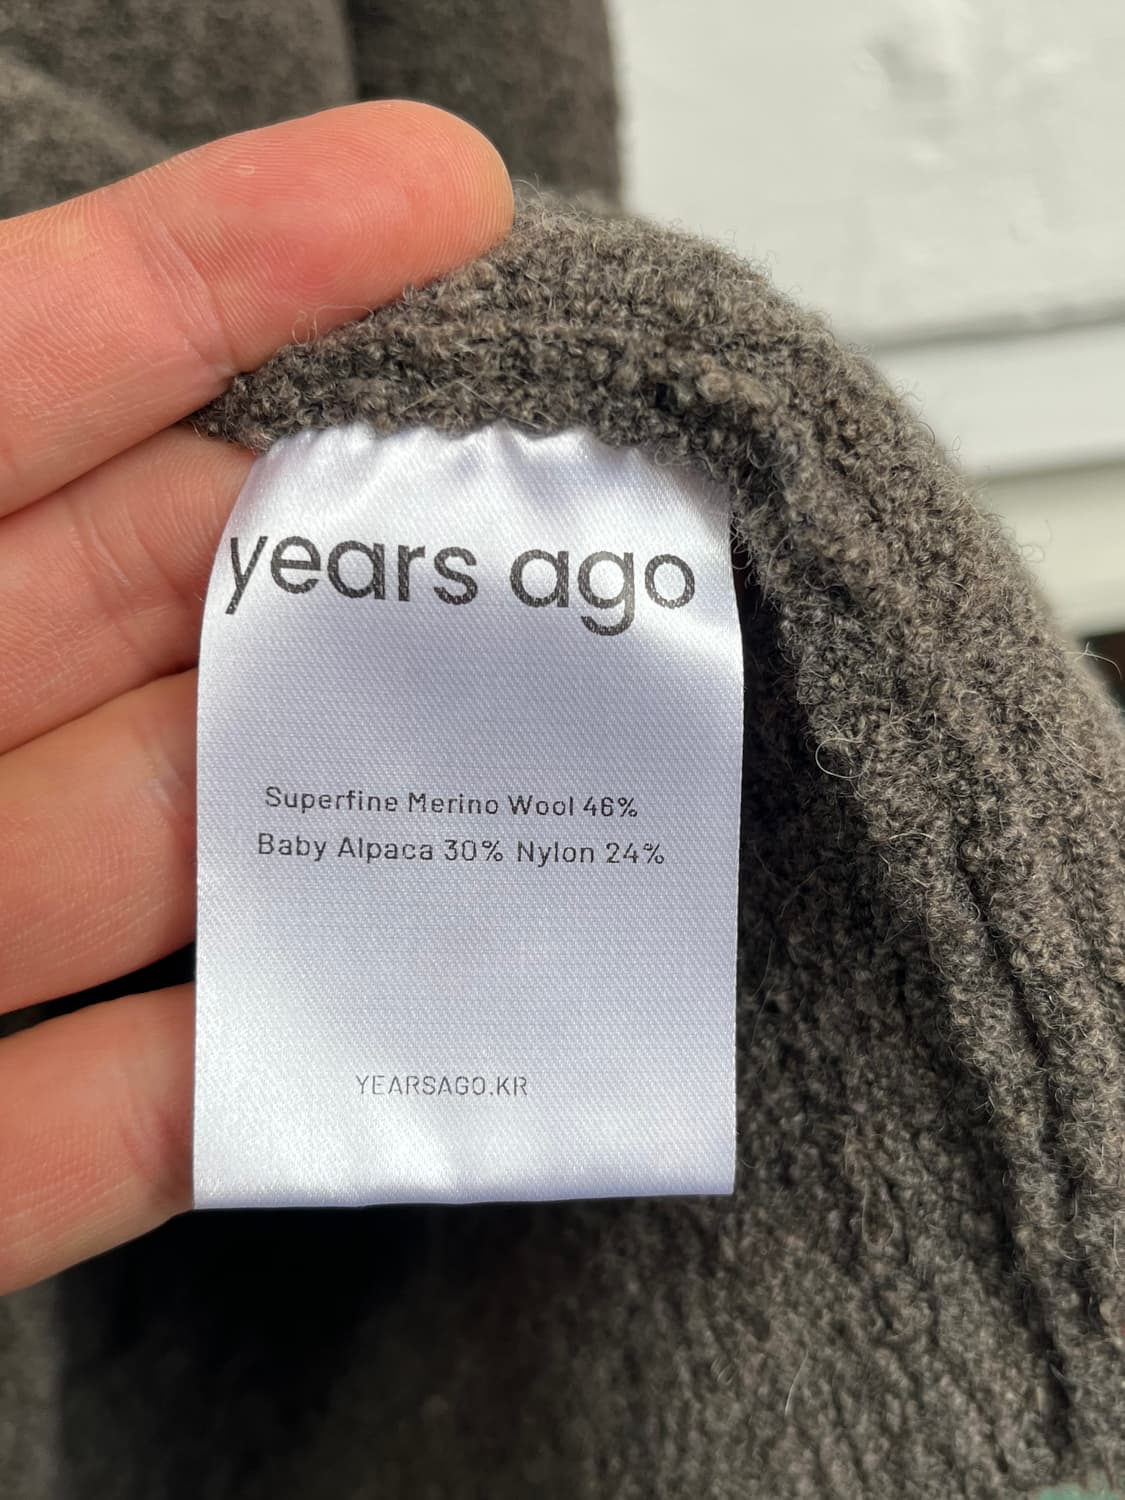 years ago
Superfine Merino Wool 46%
Baby Alpaca 30% Nylon 24%
YEARSAGO.KR